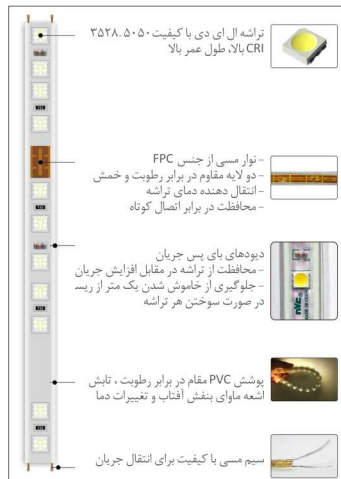 تراشه ال ای دی با کیفیت ۳۵۲۸.۵۰۵۰
CRI بالا، طول عمر بالا
- نوار مسی از جنس FPC
- دو لایه مقاوم در برابر رطوبت و خمش
- انتقال دهنده دمای تراشه
- محافظت در برابر اتصال کوتاه
دیودهای بای پس جریان
- محافظت از تراشه در مقابل افزایش جریان
- جلوگیری از خاموش شدن یک متر از ریسه
در صورت سوختن هر تراشه
پوشش PVC مقام در برابر رطوبت ، تابش
اشعه ماوای بنفش آفتاب و تغییرات دما
سیم مسی با کیفیت برای انتقال جریان